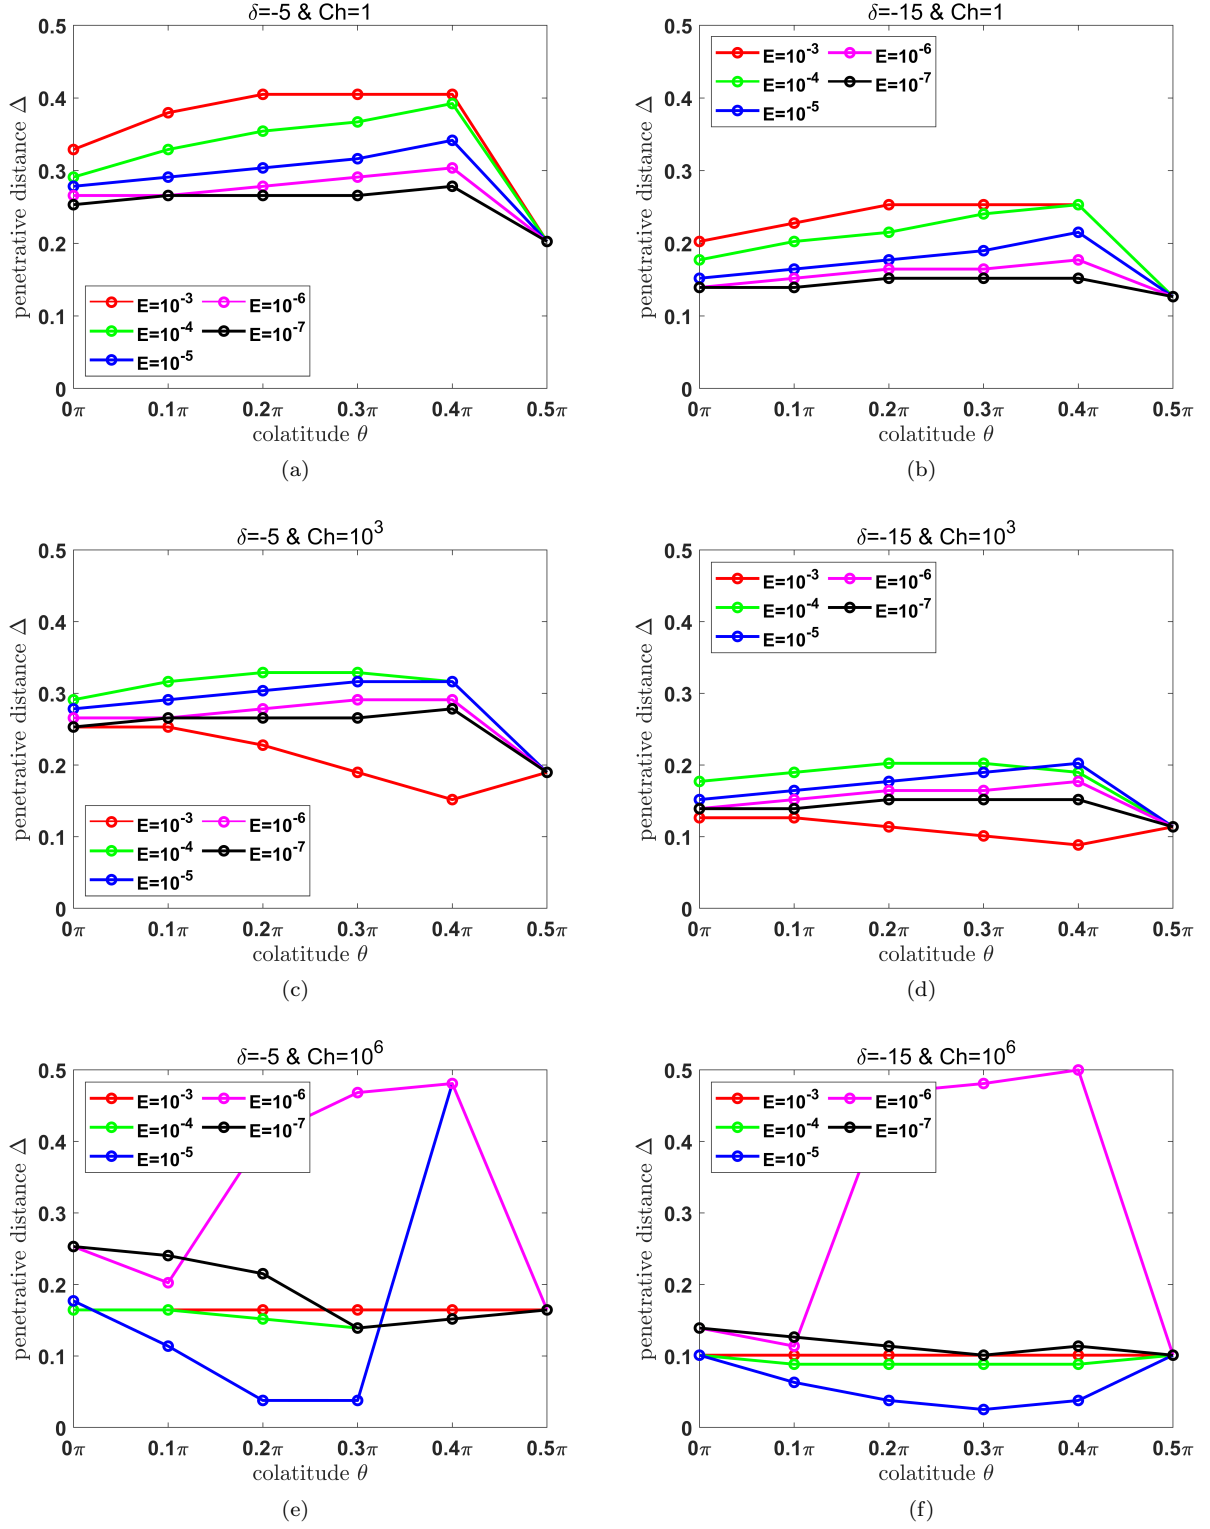 δ=-5 & Ch=1
penetrative distance Δ
0.5
0.4
0.3
0.2
0.1
0
E=10^-3
E=10^-6
E=10^-4
E=10^-7
E=10^-5
0π 0.1π 0.2π 0.3π 0.4π 0.5π
colatitude θ
(a)
δ=-15 & Ch=1
penetrative distance Δ
0.5
0.4
0.3
0.2
0.1
0
E=10^-3
E=10^-6
E=10^-4
E=10^-7
E=10^-5
0π 0.1π 0.2π 0.3π 0.4π 0.5π
colatitude θ
(b)
δ=-5 & Ch=10^3
penetrative distance Δ
0.5
0.4
0.3
0.2
0.1
0
E=10^-3
E=10^-6
E=10^-4
E=10^-7
E=10^-5
0π 0.1π 0.2π 0.3π 0.4π 0.5π
colatitude θ
(c)
δ=-15 & Ch=10^3
penetrative distance Δ
0.5
0.4
0.3
0.2
0.1
0
E=10^-3
E=10^-6
E=10^-4
E=10^-7
E=10^-5
0π 0.1π 0.2π 0.3π 0.4π 0.5π
colatitude θ
(d)
δ=-5 & Ch=10^6
penetrative distance Δ
0.5
0.4
0.3
0.2
0.1
0
E=10^-3
E=10^-6
E=10^-4
E=10^-7
E=10^-5
0π 0.1π 0.2π 0.3π 0.4π 0.5π
colatitude θ
(e)
δ=-15 & Ch=10^6
penetrative distance Δ
0.5
0.4
0.3
0.2
0.1
0
E=10^-3
E=10^-6
E=10^-4
E=10^-7
E=10^-5
0π 0.1π 0.2π 0.3π 0.4π 0.5π
colatitude θ
(f)